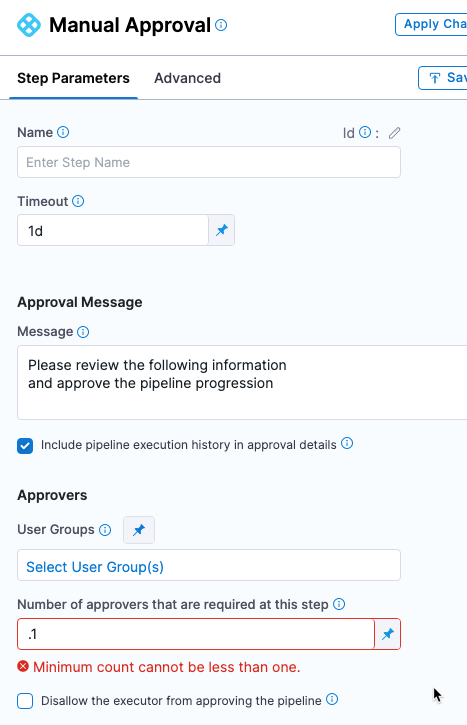 Manual Approval
Apply Cha
Step Parameters
Advanced
Sav
Name
Id :
Enter Step Name
Timeout
1d
Approval Message
Message
Please review the following information
and approve the pipeline progression
Include pipeline execution history in approval details
Approvers
User Groups
Select User Group(s)
Number of approvers that are required at this step
.1
Minimum count cannot be less than one.
Disallow the executor from approving the pipeline